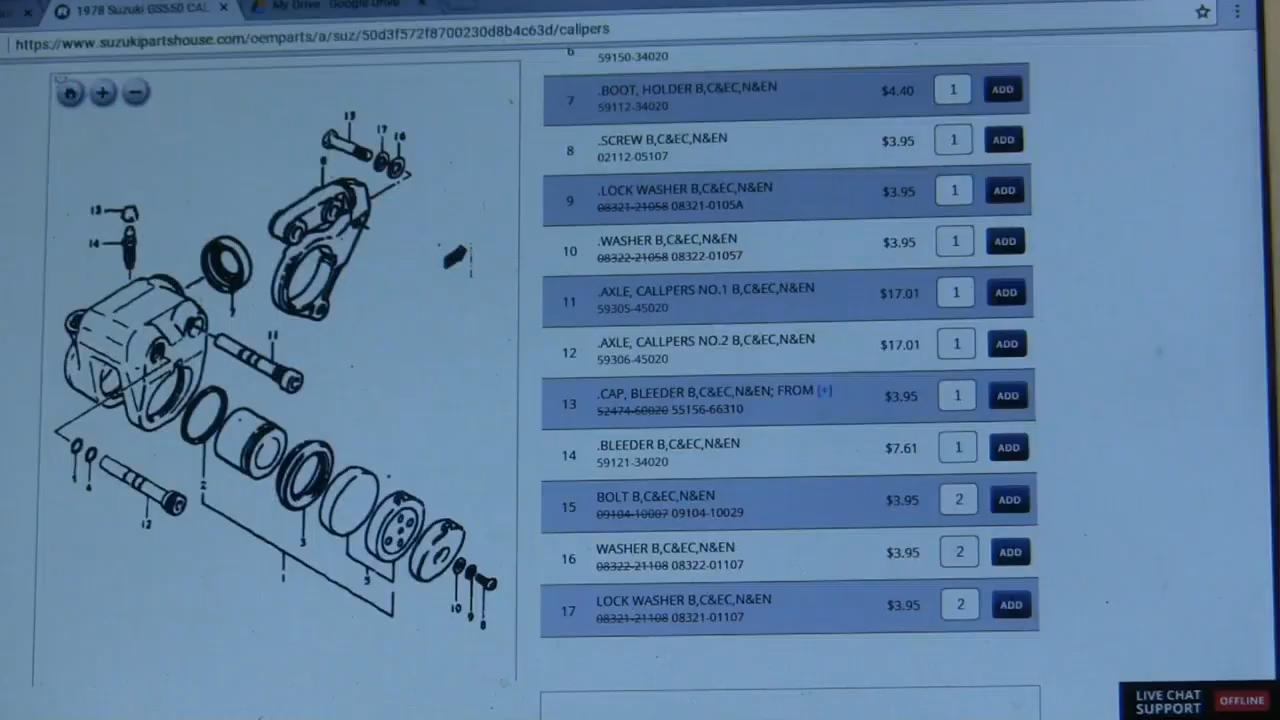 1978 Suzuki GS550 CAL
My Drive - Google Drive
https://www.suzukipartshouse.com/oemparts/a/suz/50d3f572f8700230d8b4c63d/calipers
6
59150-34020
7 .BOOT, HOLDER B,C&EC,N&EN $4.40 1 ADD
59112-34020
8 .SCREW B,C&EC,N&EN $3.95 1 ADD
02112-05107
9 .LOCK WASHER B,C&EC,N&EN $3.95 1 ADD
08321-21058 08321-0105A
10 .WASHER B,C&EC,N&EN $3.95 1 ADD
08322-21058 08322-01057
11 .AXLE, CALLPERS NO.1 B,C&EC,N&EN $17.01 1 ADD
59305-45020
12 .AXLE, CALLPERS NO.2 B,C&EC,N&EN $17.01 1 ADD
59306-45020
13 .CAP, BLEEDER B,C&EC,N&EN; FROM [+] $3.95 1 ADD
52474-60020 55156-66310
14 .BLEEDER B,C&EC,N&EN $7.61 1 ADD
59121-34020
15 BOLT B,C&EC,N&EN $3.95 2 ADD
09104-10007 09104-10029
16 WASHER B,C&EC,N&EN $3.95 2 ADD
08322-21108 08322-01107
17 LOCK WASHER B,C&EC,N&EN $3.95 2 ADD
08321-21108 08321-01107
15
17 16
13
14
11
12
2
3
5
1
10
9
8
LIVE CHAT
SUPPORT OFFLINE